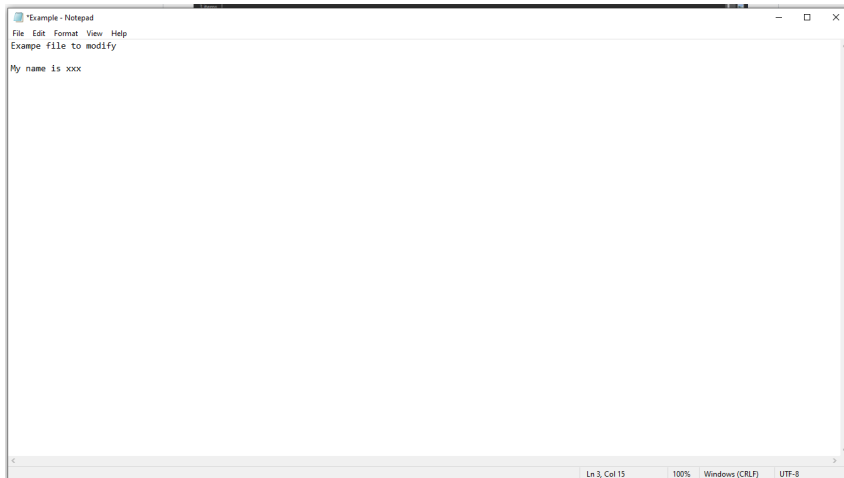 *Example - Notepad
File Edit Format View Help
Exampe file to modify
My name is xxx
Ln 3, Col 15 100% Windows (CRLF) UTF-8